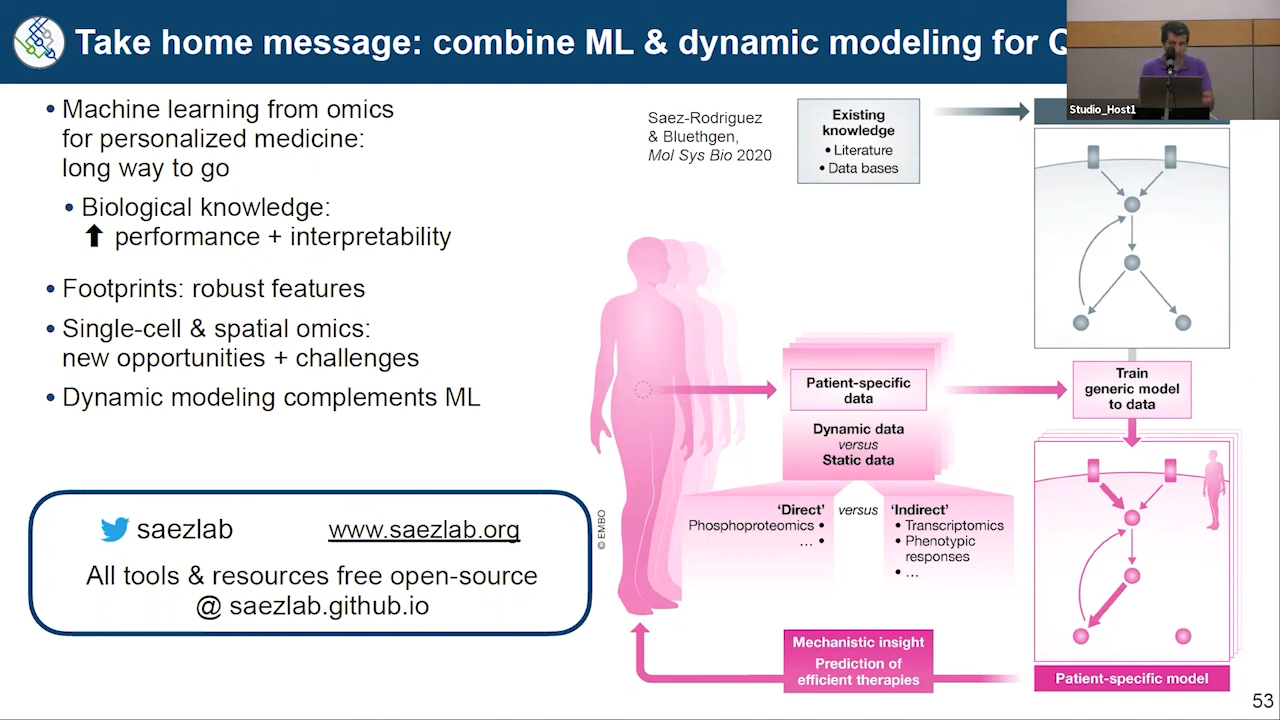 Take home message: combine ML & dynamic modeling for
Studio_Host1
• Machine learning from omics
for personalized medicine:
long way to go
• Biological knowledge:
⬆ performance + interpretability
• Footprints: robust features
• Single-cell & spatial omics:
new opportunities + challenges
• Dynamic modeling complements ML
saezlab
www.saezlab.org
All tools & resources free open-source
@ saezlab.github.io
Saez-Rodriguez
& Bluethgen,
Mol Sys Bio 2020
Existing
knowledge
• Literature
• Data bases
Patient-specific
data
Dynamic data
versus
Static data
Train
generic model
to data
'Direct'
Phosphoproteomics •
... •
versus
'Indirect'
• Transcriptomics
• Phenotypic
responses
• ...
© EMBO
Mechanistic insight
Prediction of
efficient therapies
Patient-specific model
53